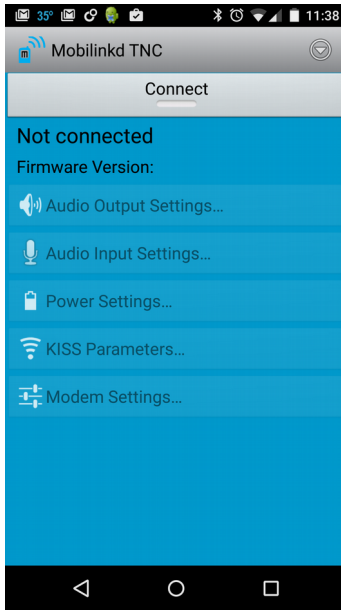 35° 11:38
m Mobilinkd TNC
Connect
Not connected
Firmware Version:
Audio Output Settings...
Audio Input Settings...
Power Settings...
KISS Parameters...
Modem Settings...